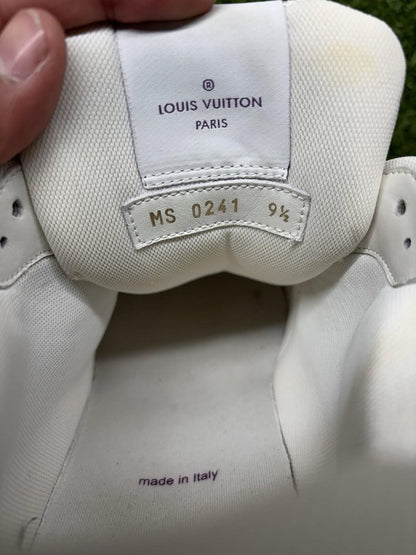 ®
LOUIS VUITTON
PARIS
MS 0241 9½
made in Italy